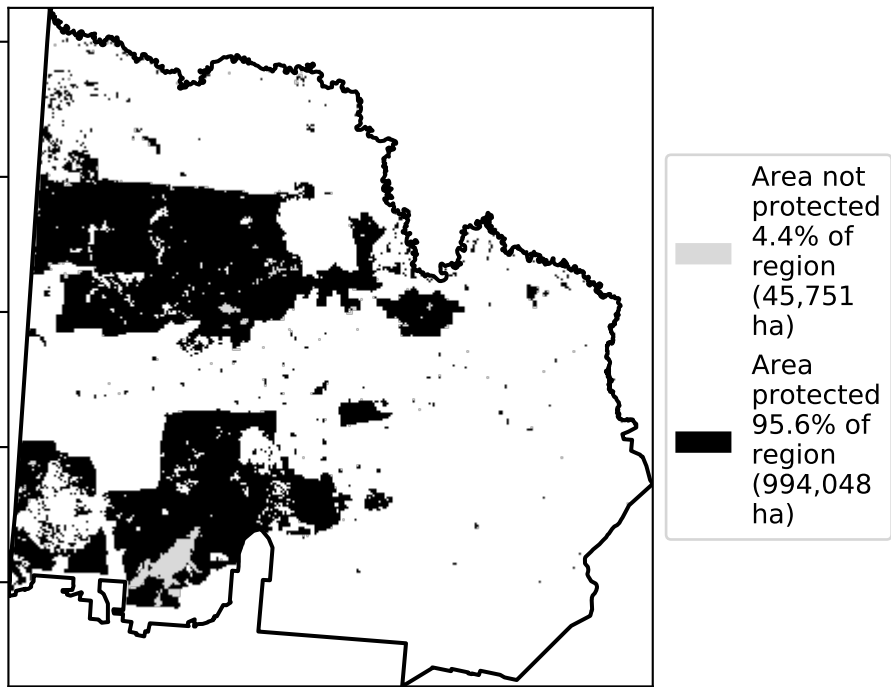 Area not
protected
4.4% of
region
(45,751
ha)
Area
protected
95.6% of
region
(994,048
ha)